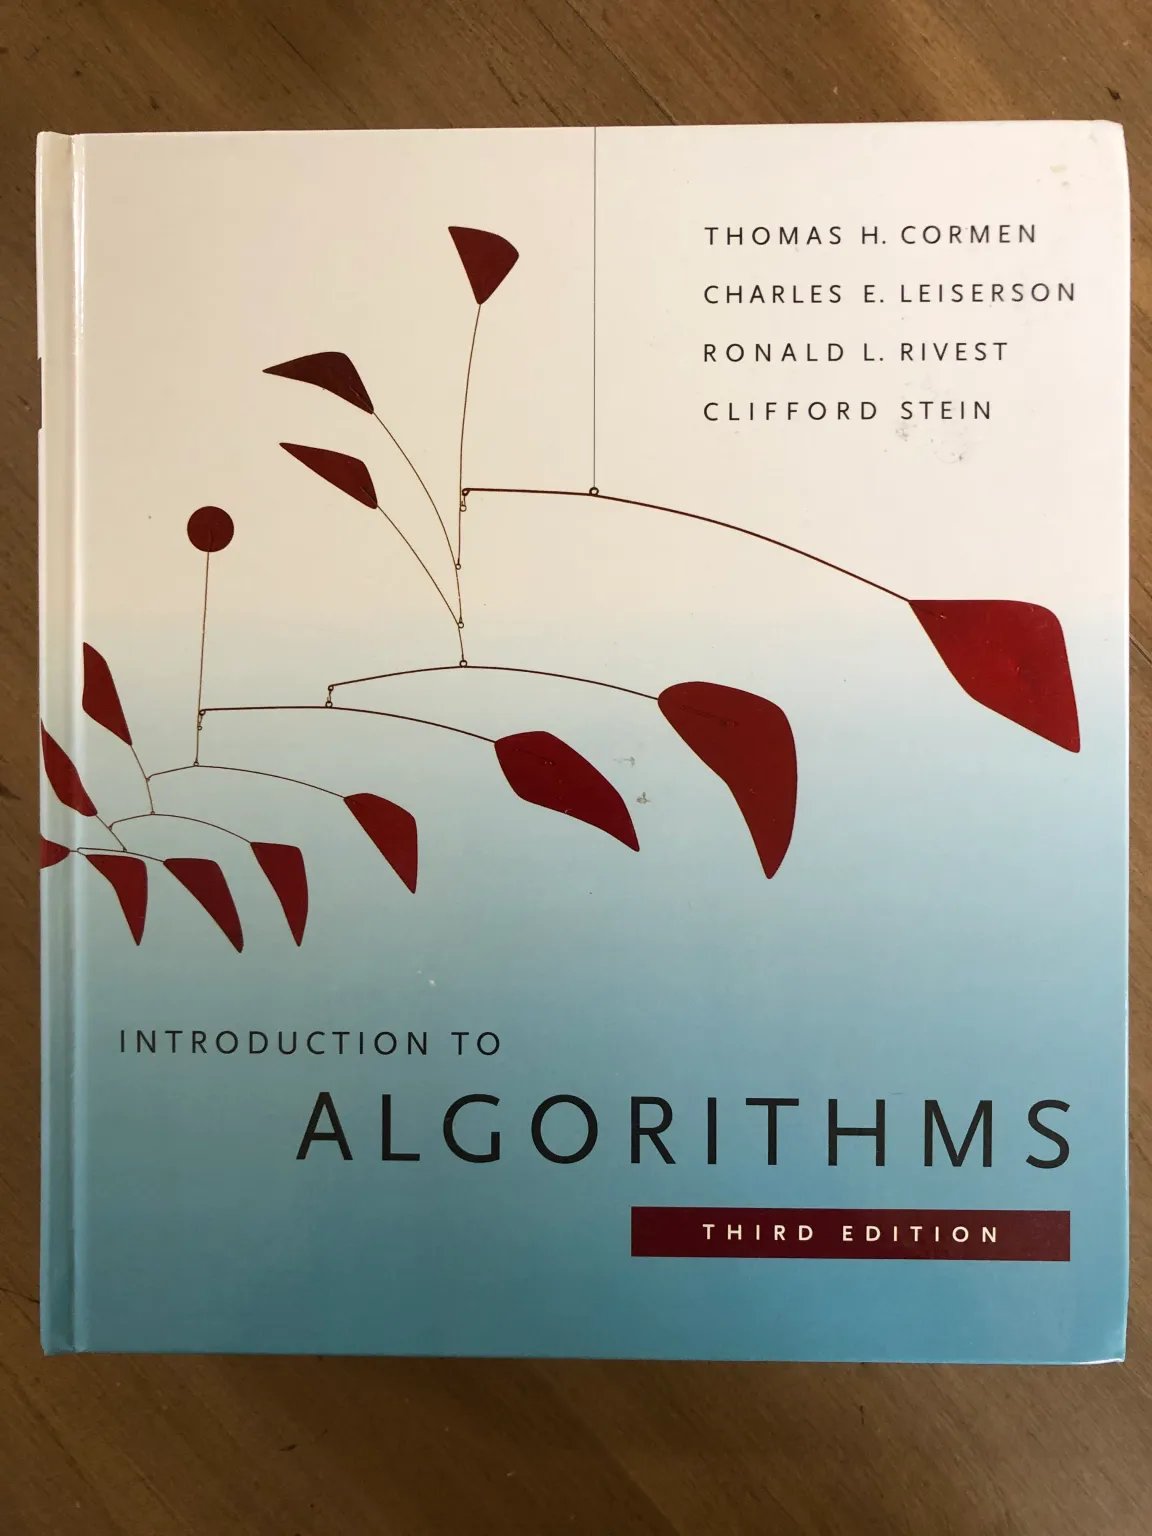 THOMAS H. CORMEN
CHARLES E. LEISERSON
RONALD L. RIVEST
CLIFFORD STEIN
INTRODUCTION TO
ALGORITHMS
THIRD EDITION